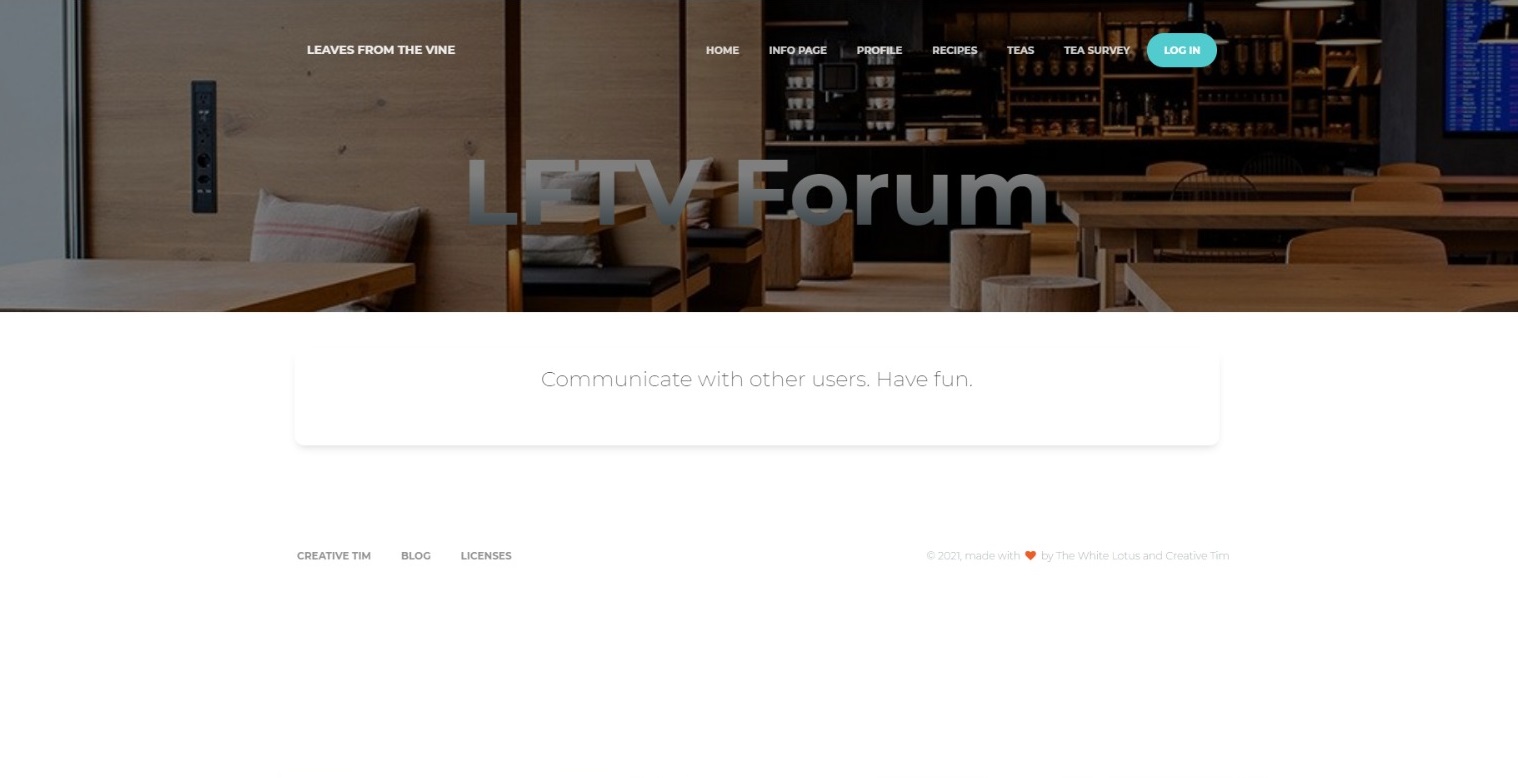 LEAVES FROM THE VINE
HOME INFO PAGE PROFILE RECIPES TEAS TEA SURVEY LOG IN
LFTV Forum
Communicate with other users. Have fun.
CREATIVE TIM BLOG LICENSES
© 2021, made with ♥ by The White Lotus and Creative Tim